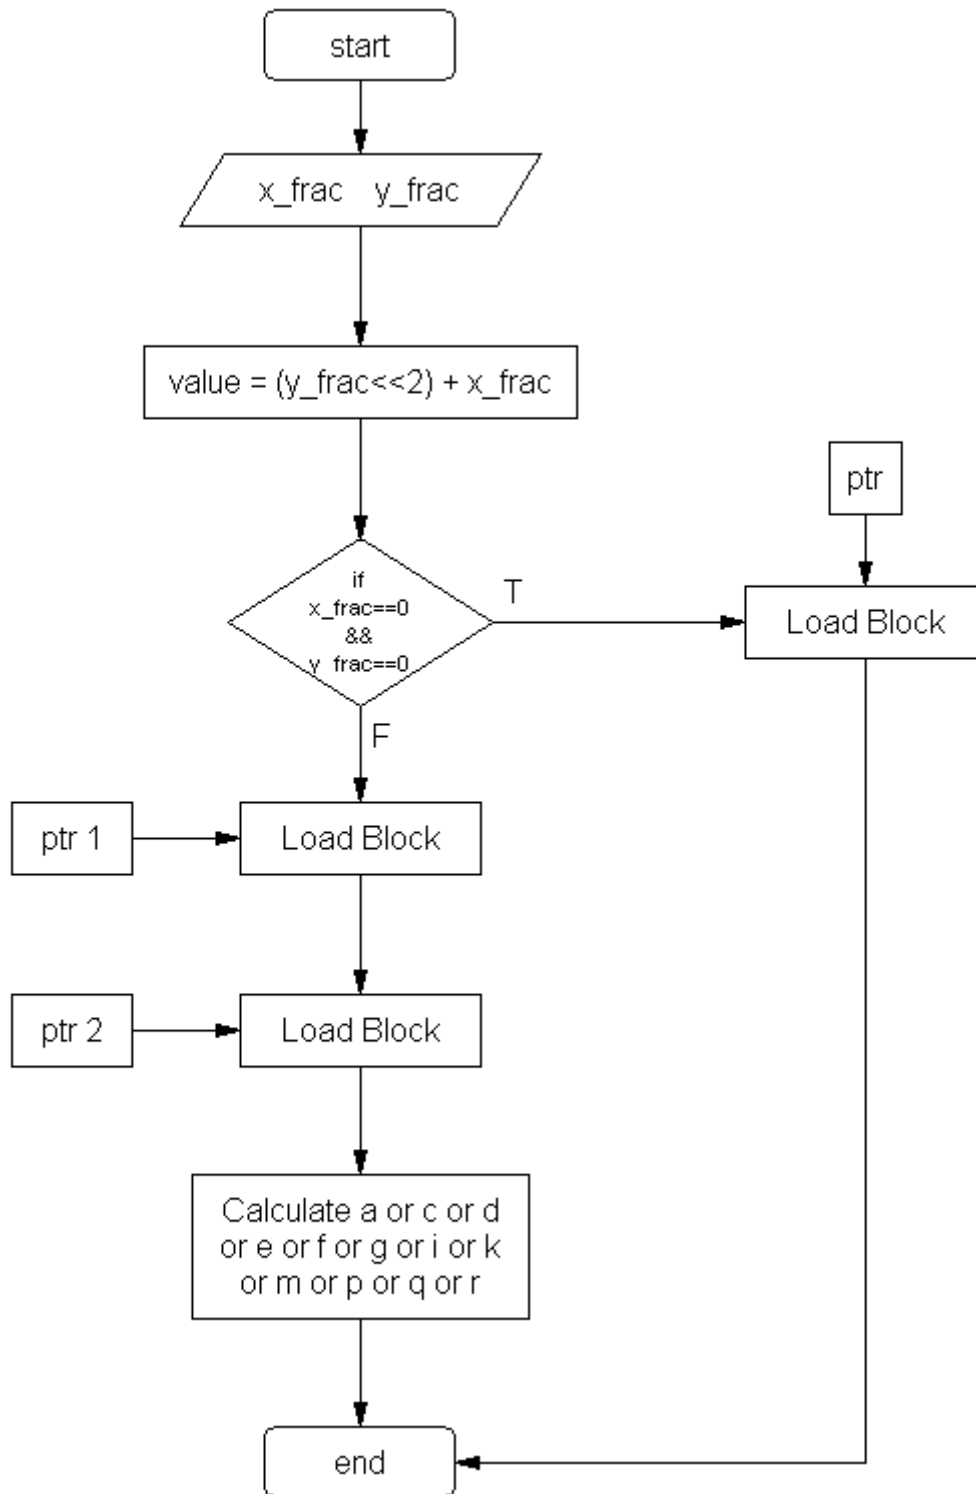 start
x_frac y_frac
value = (y_frac<<2) + x_frac
ptr
if
x_frac==0
&&
y_frac==0
T
Load Block
F
ptr 1
Load Block
ptr 2
Load Block
Calculate a or c or d
or e or f or g or i or k
or m or p or q or r
end